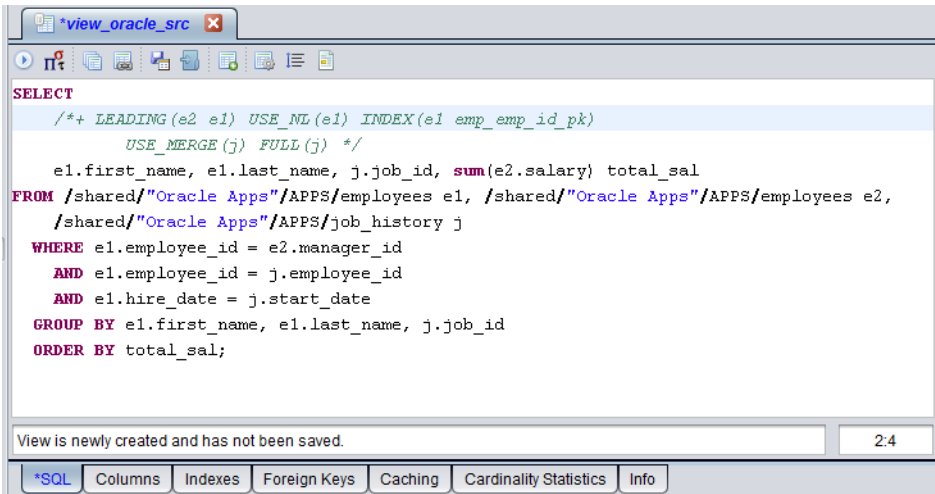 *view_oracle_src
SELECT
/*+ LEADING(e2 e1) USE_NL(e1) INDEX(e1 emp_emp_id_pk)
USE_MERGE(j) FULL(j) */
e1.first_name, e1.last_name, j.job_id, sum(e2.salary) total_sal
FROM /shared/"Oracle Apps"/APPS/employees e1, /shared/"Oracle Apps"/APPS/employees e2,
/shared/"Oracle Apps"/APPS/job_history j
WHERE e1.employee_id = e2.manager_id
AND e1.employee_id = j.employee_id
AND e1.hire_date = j.start_date
GROUP BY e1.first_name, e1.last_name, j.job_id
ORDER BY total_sal;
View is newly created and has not been saved. 2:4
*SQL Columns Indexes Foreign Keys Caching Cardinality Statistics Info